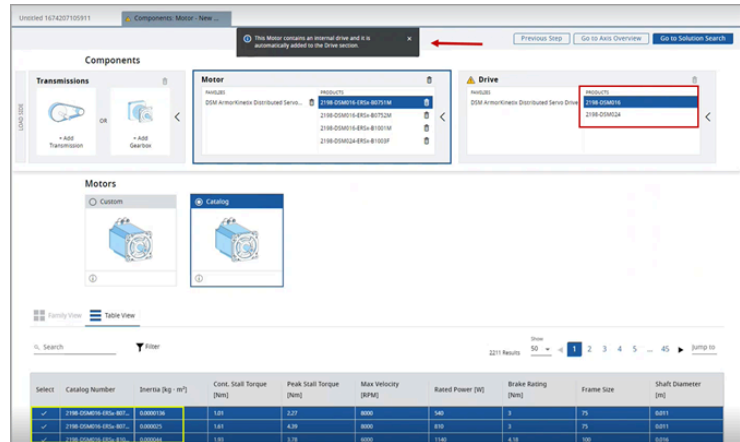 Untitled 1674207105911
Components: Motor - New ...
This Motor contains an internal drive and it is
automatically added to the Drive section.
×
Previous Step
Go to Axis Overview
Go to Solution Search
Components
LOAD SIDE
Transmissions
OR
+ Add
Transmission
+ Add
Gearbox
Motor
FAMILIES
PRODUCTS
DSM ArmorKinetix Distributed Servo...
2198-DSM016-ERSx-B0751M
2198-DSM016-ERSx-B0752M
2198-DSM016-ERSx-B1001M
2198-DSM024-ERSx-B1003F
Drive
FAMILIES
PRODUCTS
DSM ArmorKinetix Distributed Servo Drive
2198-DSM016
2198-DSM024
Motors
Custom
Catalog
Family View
Table View
Search
Filter
2211 Results
Show
50
1 2 3 4 5 ... 45
Jump to
Select Catalog Number Inertia [kg · m²] Cont. Stall Torque [Nm] Peak Stall Torque [Nm] Max Velocity [RPM] Rated Power [W] Brake Rating [Nm] Frame Size Shaft Diameter [m]
2198-DSM016-ERSx-B07... 0.0000136 1.01 2.27 8000 540 3 75 0.011
2198-DSM016-ERSx-B07... 0.000025 1.61 4.39 8000 810 3 75 0.011
2198-DSM016-ERSx-B10... 0.000044 1.93 3.78 6000 1140 4.18 100 0.016